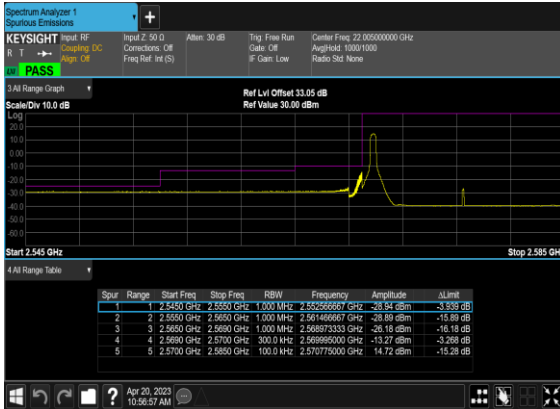 Spectrum Analyzer 1
Spurious Emissions
+
KEYSIGHT
R T
LXI
PASS
Input: RF
Coupling: DC
Align: Off
Input Z: 50 Ω
Corrections: Off
Freq Ref: Int (S)
Atten: 30 dB
Trig: Free Run
Gate: Off
IF Gain: Low
Center Freq: 22.005000000 GHz
Avg|Hold: 1000/1000
Radio Std: None
3 All Range Graph
Scale/Div 10.0 dB
Ref Lvl Offset 33.05 dB
Ref Value 30.00 dBm
Log
20.0
10.0
0.00
-10.0
-20.0
-30.0
-40.0
-50.0
-60.0
Start 2.545 GHz
Stop 2.585 GH
4 All Range Table
Spur Range Start Freq Stop Freq RBW Frequency Amplitude ΔLimit
1 1 2.5450 GHz 2.5550 GHz 1.000 MHz 2.552566667 GHz -28.94 dBm -3.939 dB
2 2 2.5550 GHz 2.5650 GHz 1.000 MHz 2.561466667 GHz -28.89 dBm -15.89 dB
3 3 2.5650 GHz 2.5690 GHz 1.000 MHz 2.568973333 GHz -26.18 dBm -16.18 dB
4 4 2.5690 GHz 2.5700 GHz 300.0 kHz 2.569995000 GHz -13.27 dBm -3.268 dB
5 5 2.5700 GHz 2.5850 GHz 100.0 kHz 2.570775000 GHz 14.72 dBm -15.28 dB
?
Apr 20, 2023
10:56:57 AM